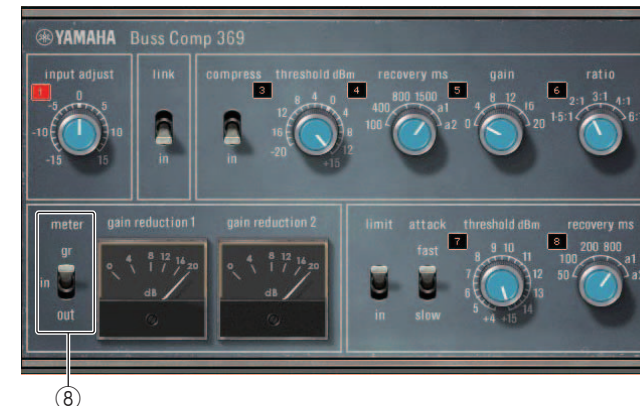 YAMAHA Buss Comp 369
input adjust link compress threshold dBm recovery ms gain ratio
1 3 4 5 6
-5 0 5
-10 10
-15 15
in
in
-20 16 12 8 4 0 4 8 12 +15
100 400 800 1500 a1 a2
0 4 8 12 16 20
1·5:1 2:1 3:1 4:1 6:1
meter gain reduction 1 gain reduction 2 limit attack threshold dBm recovery ms
7 8
gr
in
out
0 4 8 12 16 20
dB
0 4 8 12 16 20
dB
in
fast
slow
+4 5 6 7 8 9 10 11 12 13 14 +15
50 100 200 800 a1 a2
⑧